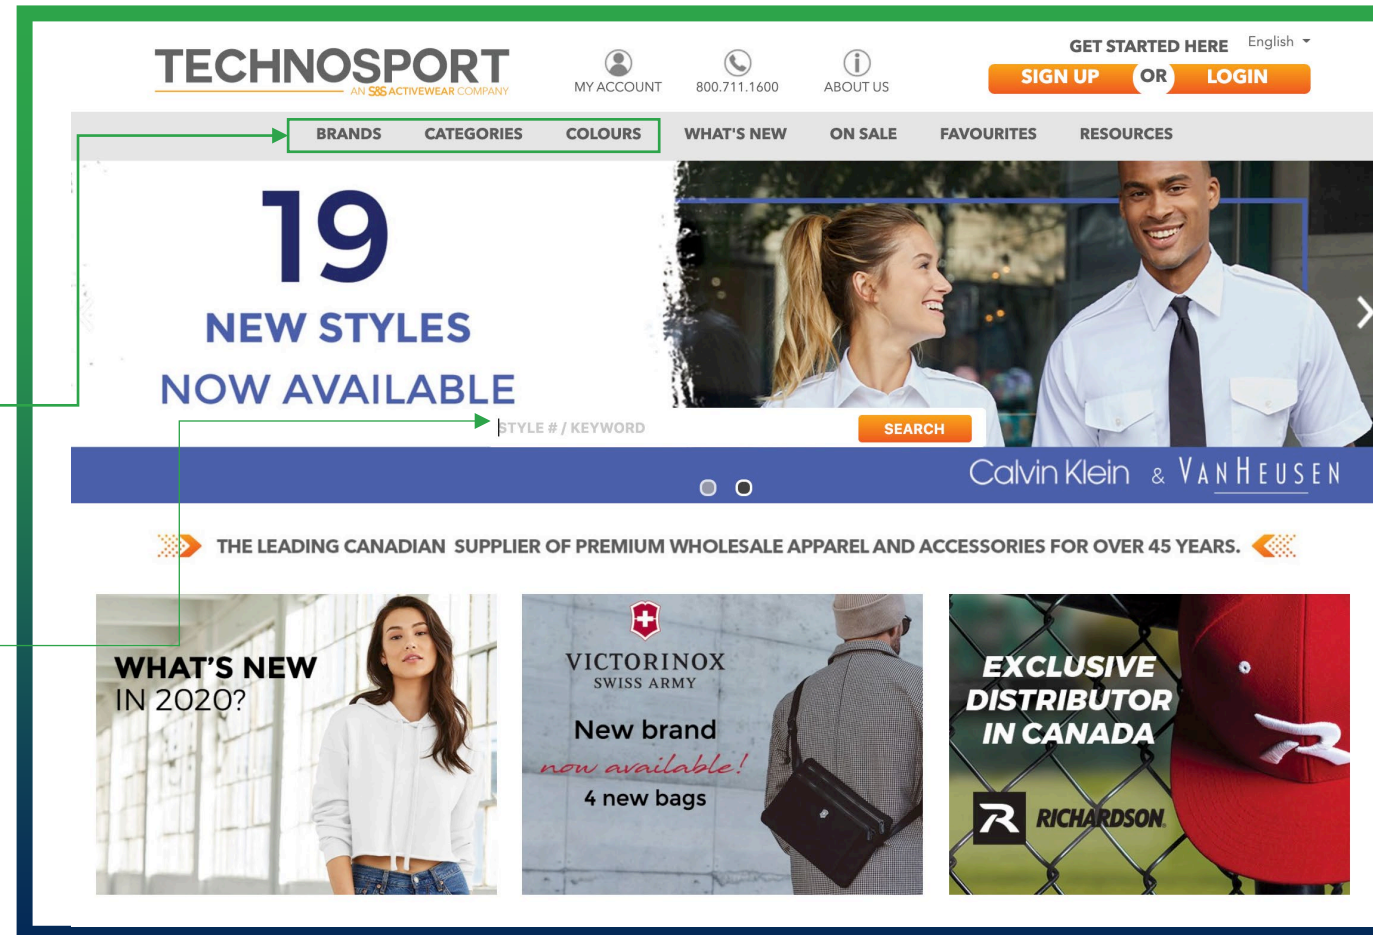 TECHNOSPORT
AN S&S ACTIVEWEAR COMPANY
MY ACCOUNT
800.711.1600
ABOUT US
GET STARTED HERE
English
SIGN UP OR LOGIN
BRANDS CATEGORIES COLOURS WHAT'S NEW ON SALE FAVOURITES RESOURCES
19
NEW STYLES
NOW AVAILABLE
STYLE # / KEYWORD
SEARCH
Calvin Klein & VANHEUSEN
THE LEADING CANADIAN SUPPLIER OF PREMIUM WHOLESALE APPAREL AND ACCESSORIES FOR OVER 45 YEARS.
WHAT'S NEW
IN 2020?
VICTORINOX
SWISS ARMY
New brand
now available!
4 new bags
EXCLUSIVE
DISTRIBUTOR
IN CANADA
R RICHARDSON